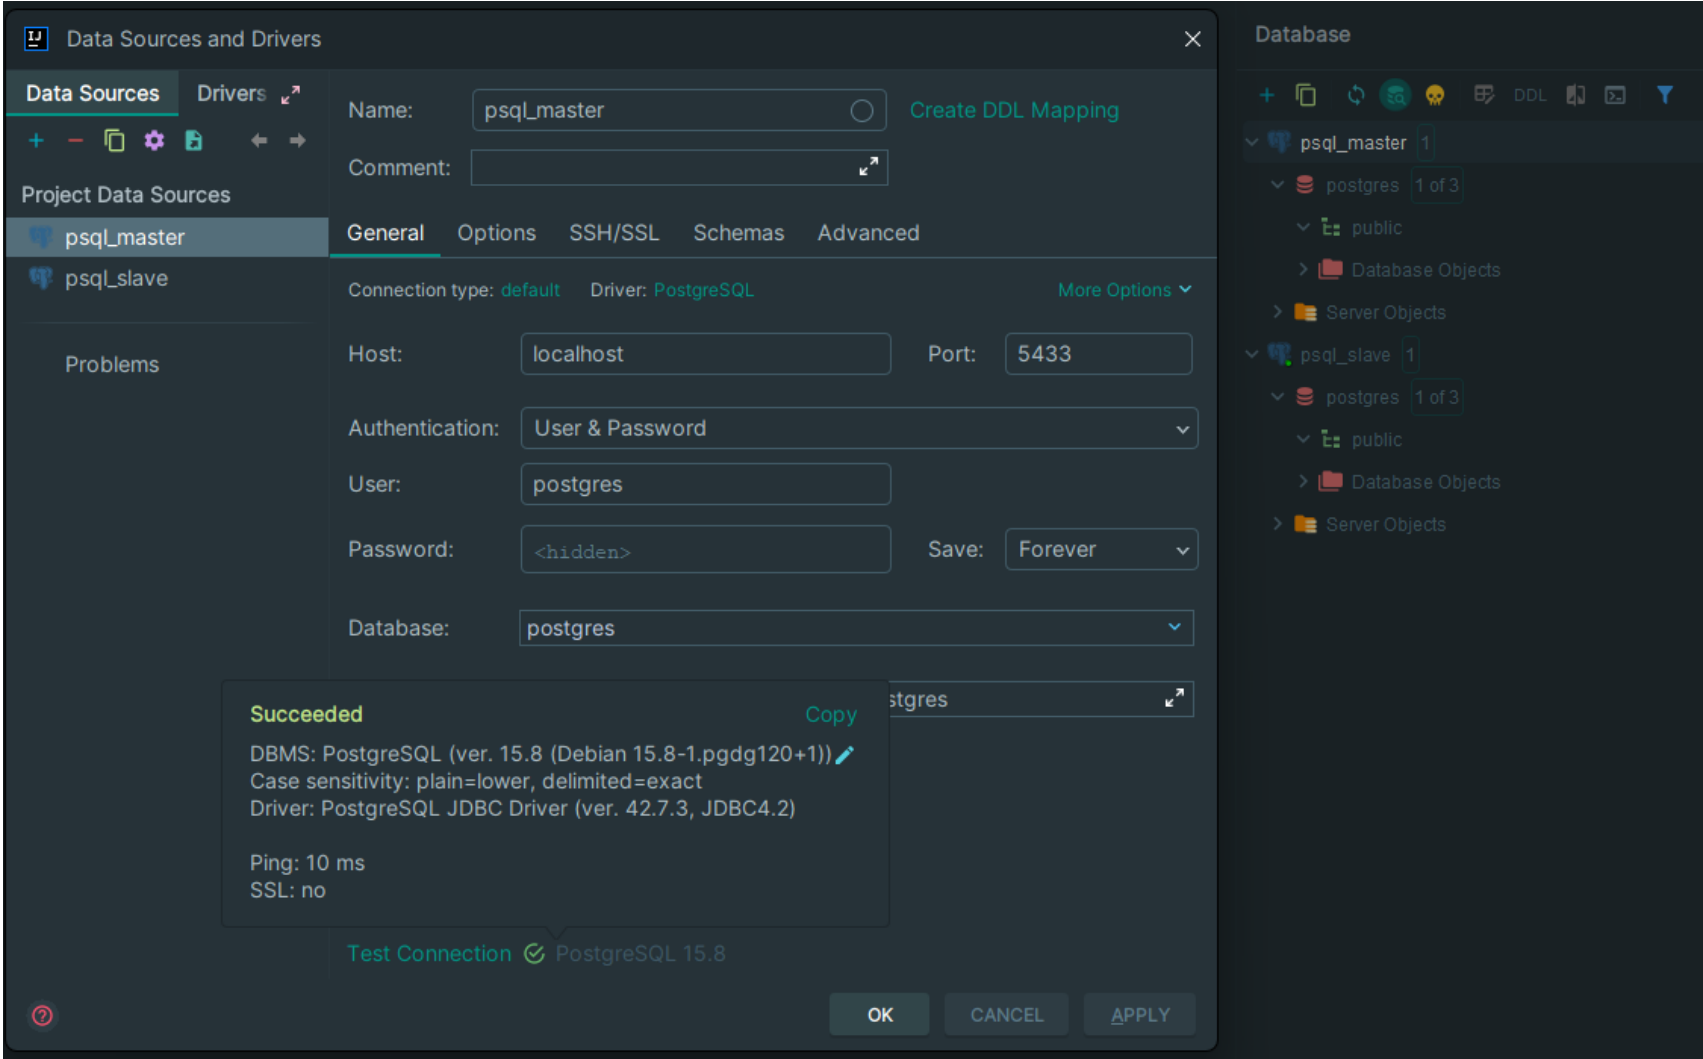 IJ Data Sources and Drivers
Data Sources Drivers
Project Data Sources
psql_master
psql_slave
Problems
Name: psql_master Create DDL Mapping
Comment:
General Options SSH/SSL Schemas Advanced
Connection type: default Driver: PostgreSQL More Options
Host: localhost Port: 5433
Authentication: User & Password
User: postgres
Password: <hidden> Save: Forever
Database: postgres
stgres
Succeeded Copy
DBMS: PostgreSQL (ver. 15.8 (Debian 15.8-1.pgdg120+1))
Case sensitivity: plain=lower, delimited=exact
Driver: PostgreSQL JDBC Driver (ver. 42.7.3, JDBC4.2)
Ping: 10 ms
SSL: no
Test Connection PostgreSQL 15.8
OK CANCEL APPLY
Database
DDL
psql_master 1
postgres 1 of 3
public
Database Objects
Server Objects
psql_slave 1
postgres 1 of 3
public
Database Objects
Server Objects